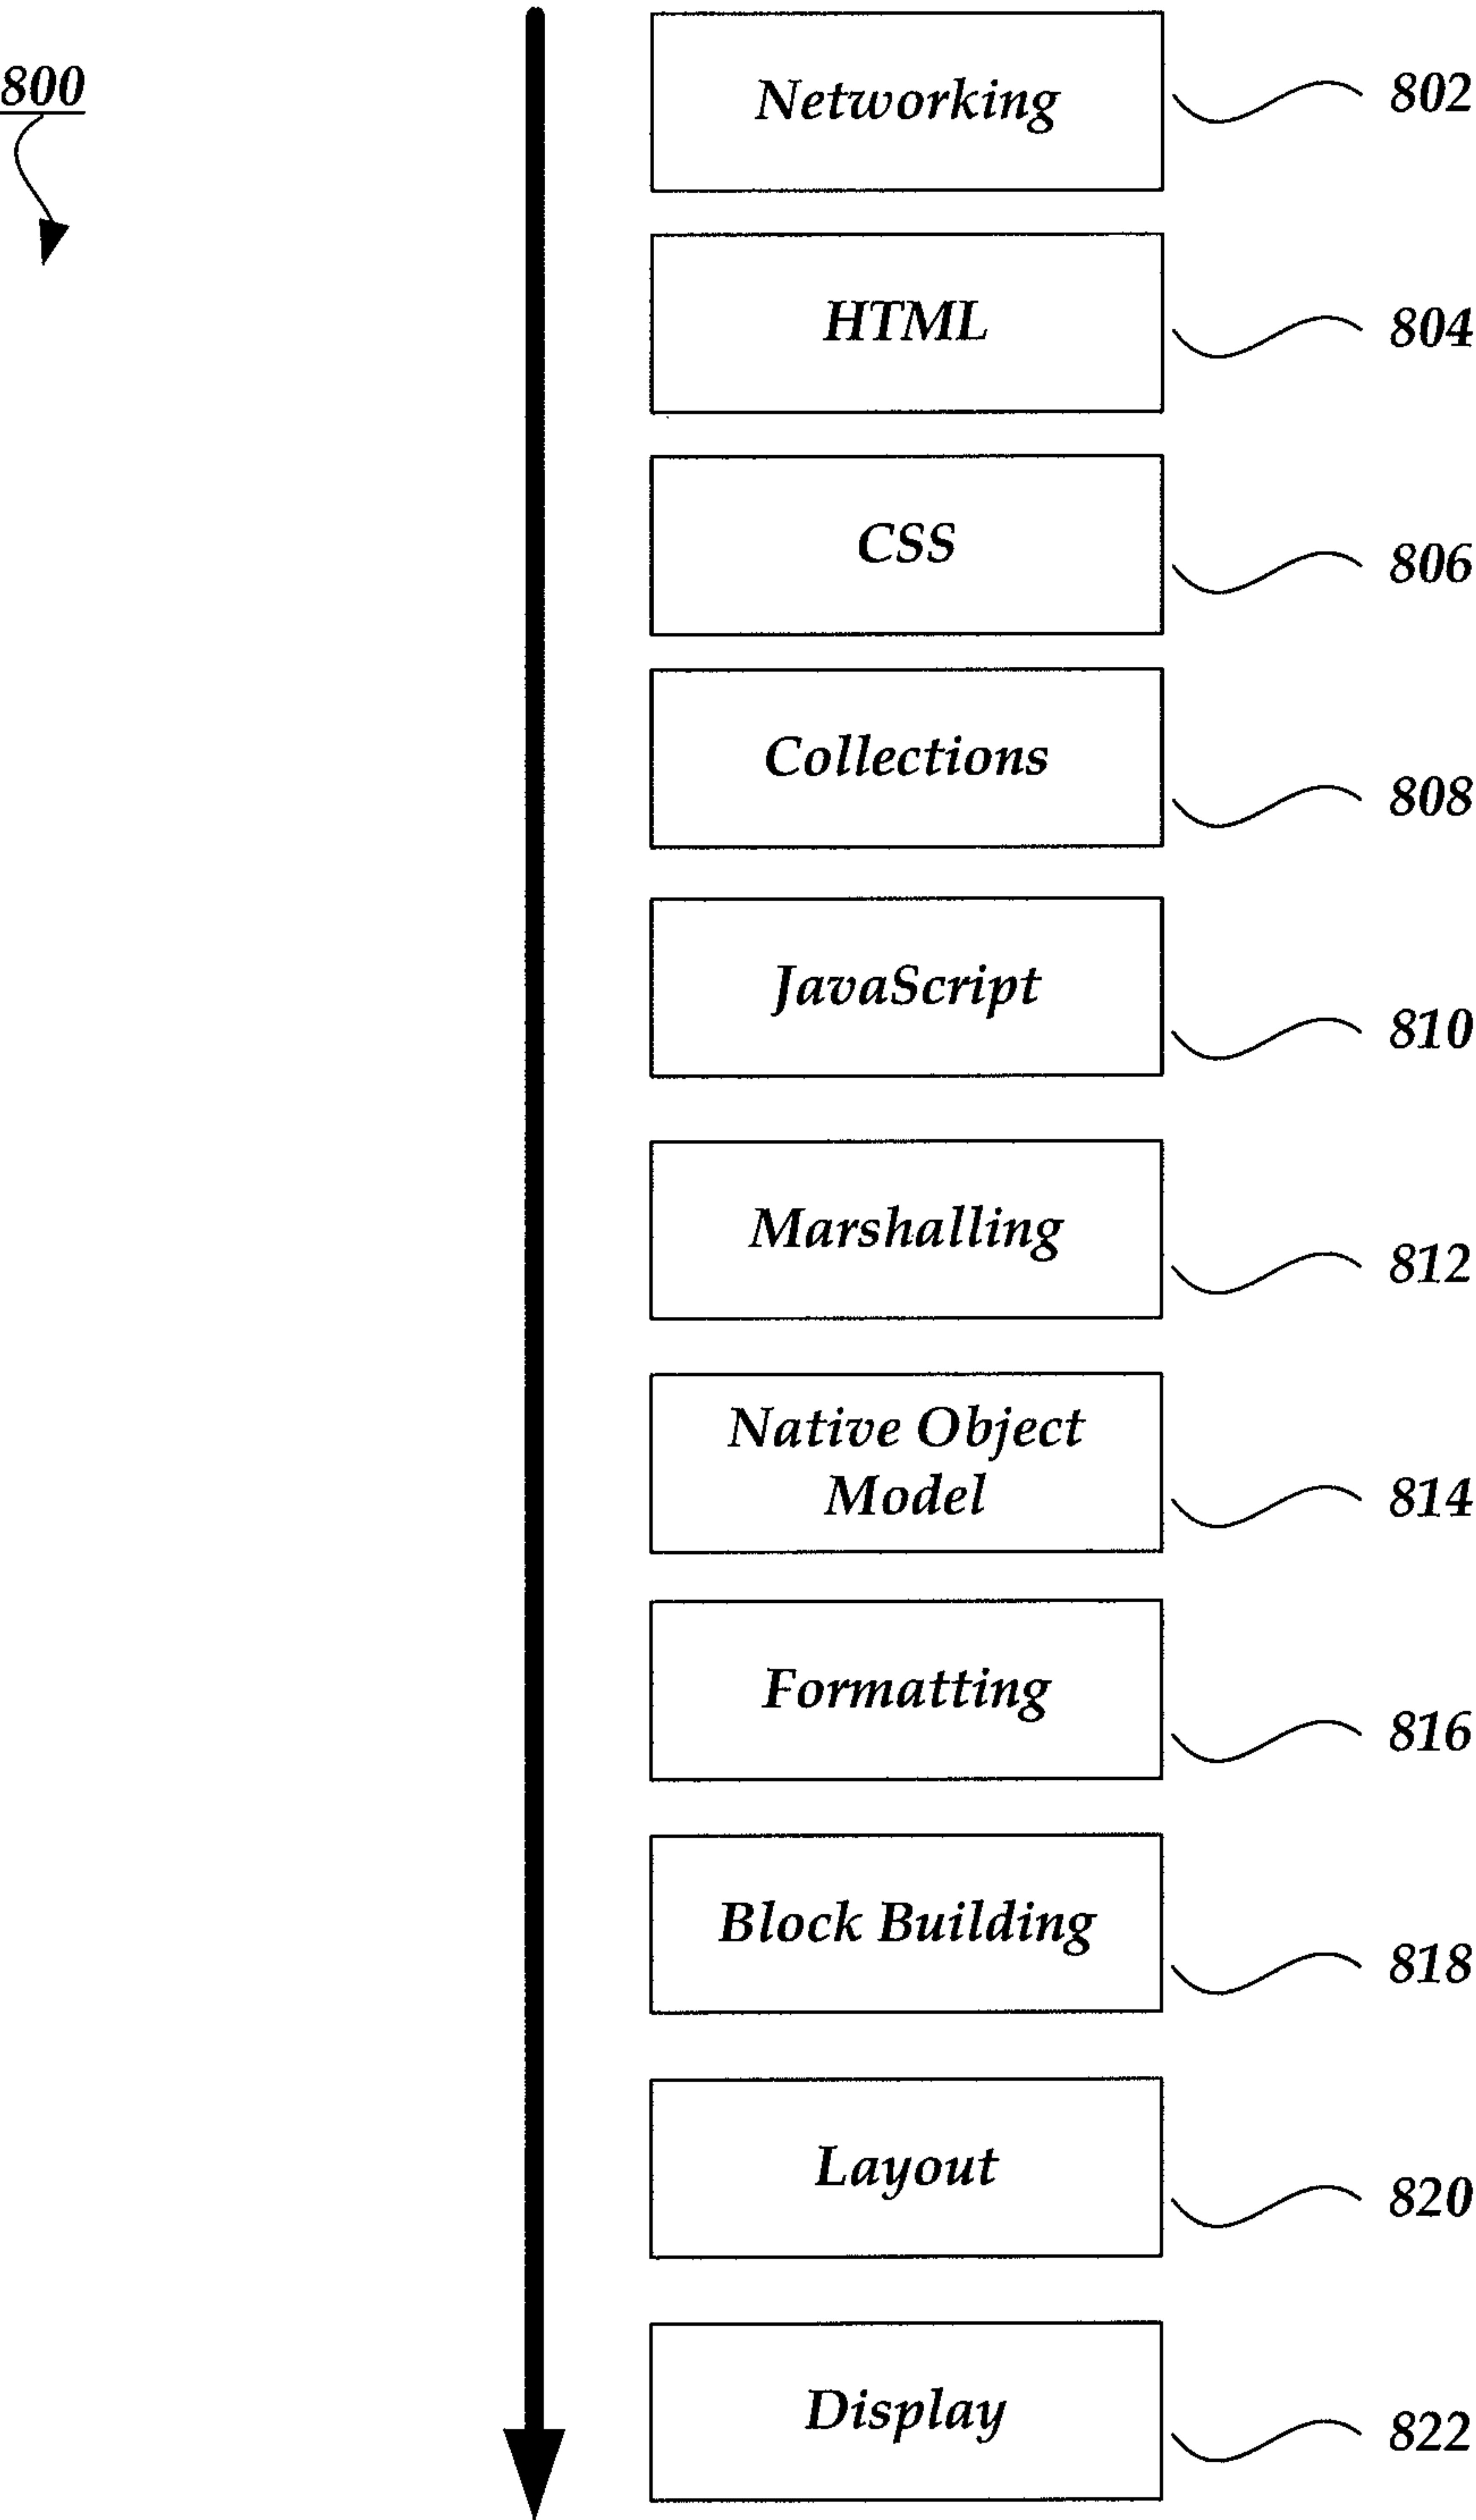 800
Networking
802
HTML
804
CSS
806
Collections
808
JavaScript
810
Marshalling
812
Native Object
Model
814
Formatting
816
Block Building
818
Layout
820
Display
822